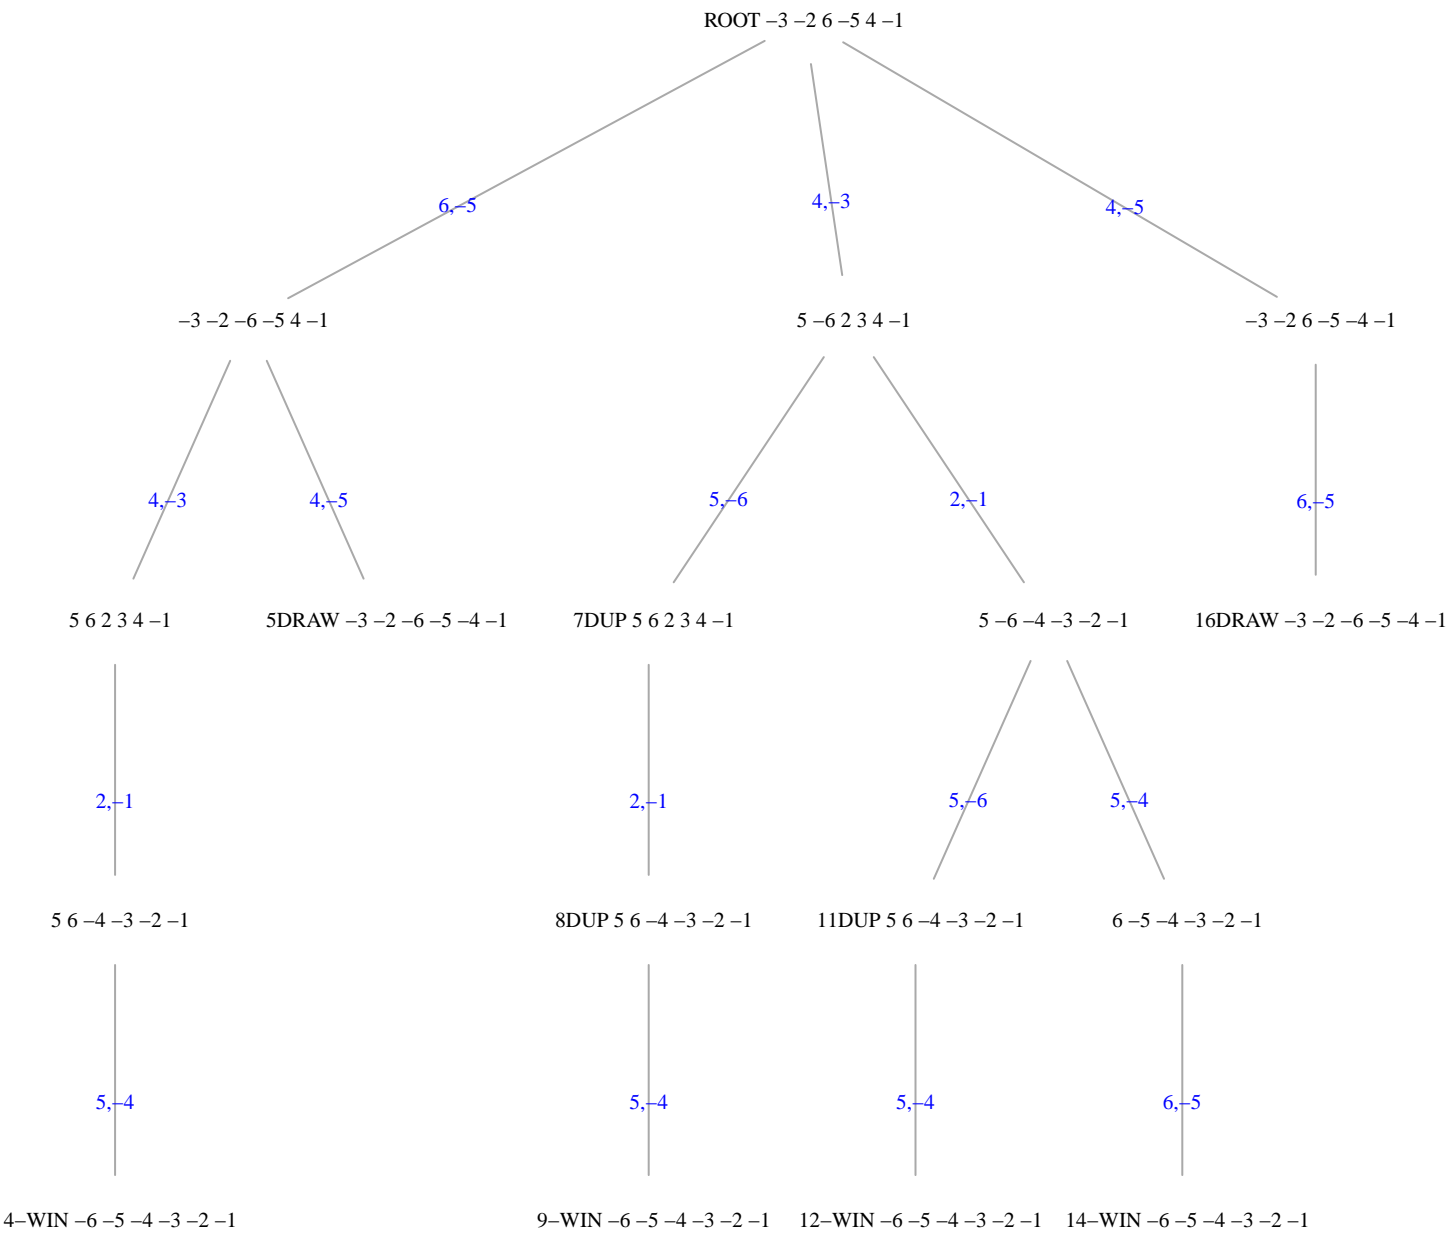 ROOT –3 –2 6 –5 4 –1
6,–5
4,–3
4,–5
–3 –2 –6 –5 4 –1
5 –6 2 3 4 –1
–3 –2 6 –5 –4 –1
4,–3
4,–5
5,–6
2,–1
6,–5
5 6 2 3 4 –1
5DRAW –3 –2 –6 –5 –4 –1
7DUP 5 6 2 3 4 –1
5 –6 –4 –3 –2 –1
16DRAW –3 –2 –6 –5 –4 –1
2,–1
2,–1
5,–6
5,–4
5 6 –4 –3 –2 –1
8DUP 5 6 –4 –3 –2 –1
11DUP 5 6 –4 –3 –2 –1
6 –5 –4 –3 –2 –1
5,–4
5,–4
5,–4
6,–5
4–WIN –6 –5 –4 –3 –2 –1
9–WIN –6 –5 –4 –3 –2 –1
12–WIN –6 –5 –4 –3 –2 –1
14–WIN –6 –5 –4 –3 –2 –1